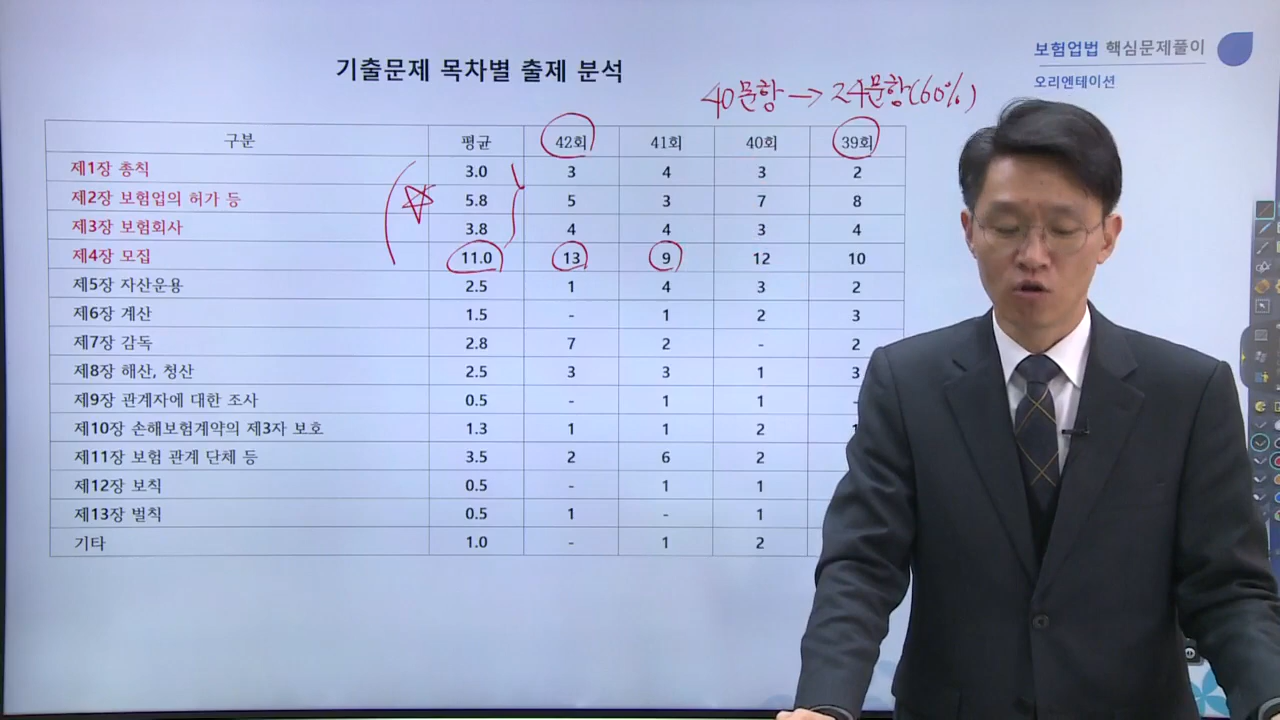 보험업법 핵심문제풀이
오리엔테이션
기출문제 목차별 출제 분석
40문항 → 24문항(60%)
구분 평균 42회 41회 40회 39회
제1장 총칙 3.0 3 4 3 2
제2장 보험업의 허가 등 5.8 5 3 7 8
제3장 보험회사 3.8 4 4 3 4
제4장 모집 11.0 13 9 12 10
제5장 자산운용 2.5 1 4 3 2
제6장 계산 1.5 - 1 2 3
제7장 감독 2.8 7 2 - 2
제8장 해산, 청산 2.5 3 3 1 3
제9장 관계자에 대한 조사 0.5 - 1 1 -
제10장 손해보험계약의 제3자 보호 1.3 1 1 2
제11장 보험 관계 단체 등 3.5 2 6 2
제12장 보칙 0.5 - 1 1
제13장 벌칙 0.5 1 - 1
기타 1.0 - 1 2